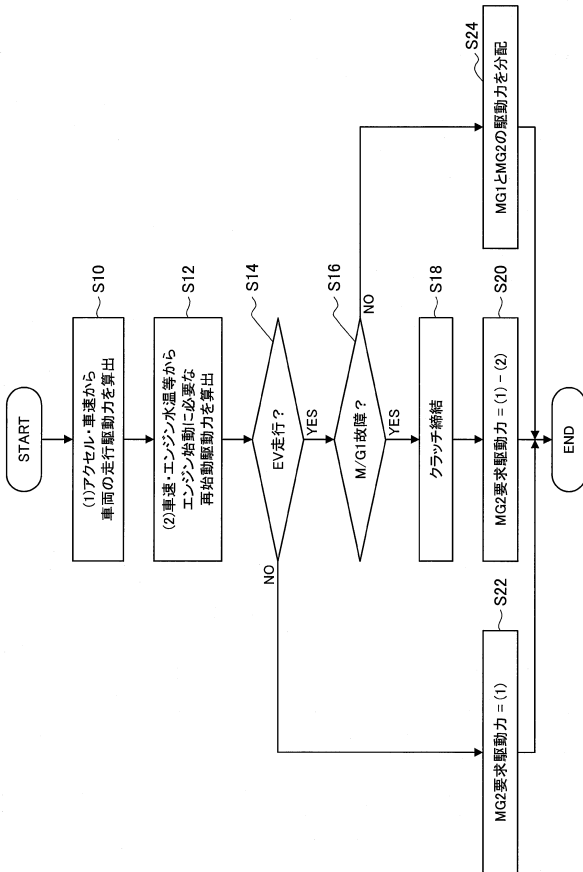 START
(1)アクセル・車速から
車両の走行駆動力を算出
S10
(2)車速・エンジン水温等から
エンジン始動に必要な
再始動駆動力を算出
S12
EV走行？
S14
NO
YES
M/G1故障？
S16
NO
YES
クラッチ締結
S18
MG2要求駆動力 = (1) - (2)
S20
MG2要求駆動力 = (1)
S22
MG1とMG2の駆動力を分配
S24
END